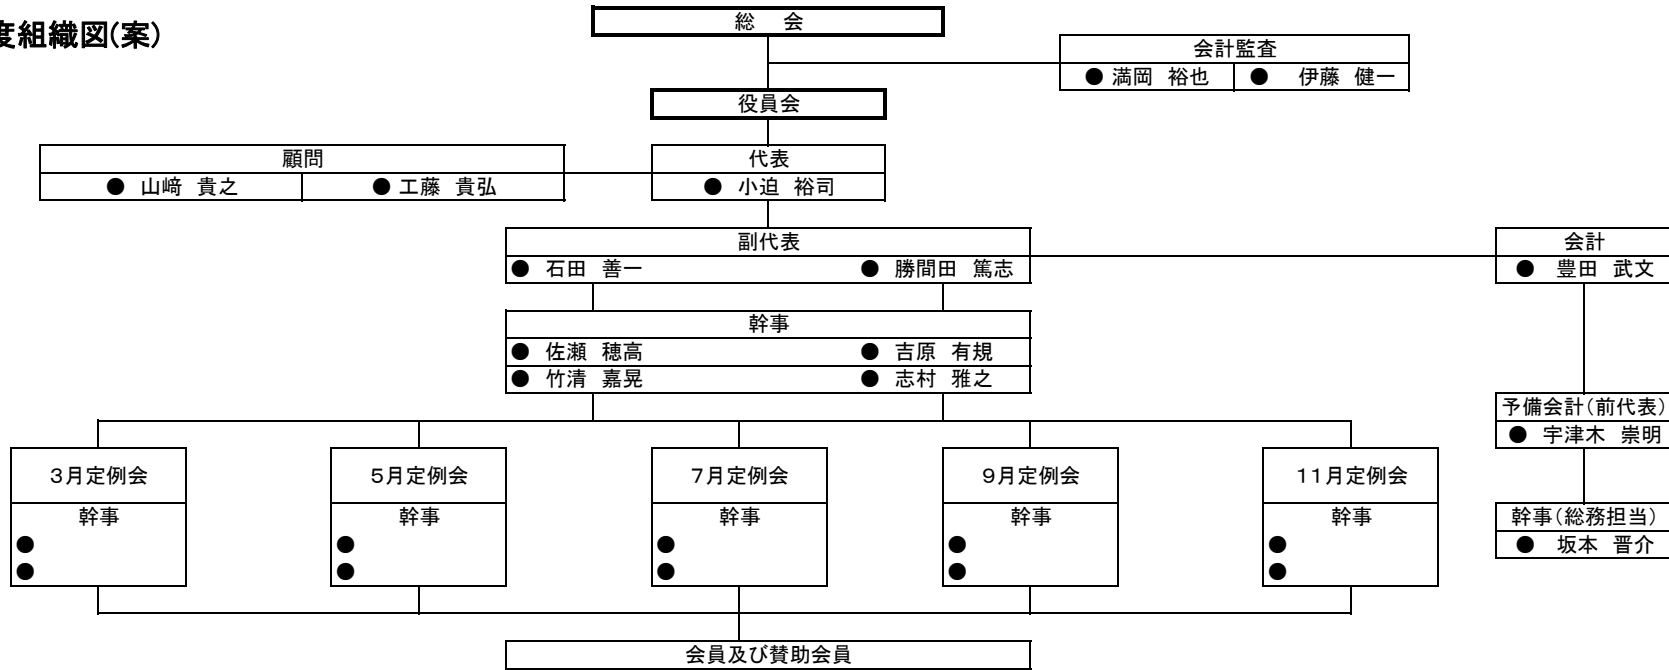 度組織図(案)
総　会
会計監査
● 満岡　裕也　●　伊藤　健一
役員会
顧問　代表
●　山﨑　貴之　● 工藤　貴弘　●　小迫　裕司
副代表　会計
●　石田　善一　●　勝間田　篤志　●　豊田　武文
幹事
●　佐瀬　穂高　●　吉原　有規
●　竹清　嘉晃　●　志村　雅之
予備会計(前代表)
●　宇津木　崇明
3月定例会　5月定例会　7月定例会　9月定例会　11月定例会
幹事　幹事　幹事　幹事　幹事　幹事(総務担当)
●　●　●　●　●　●　坂本　晋介
●　●　●　●　●
会員及び賛助会員